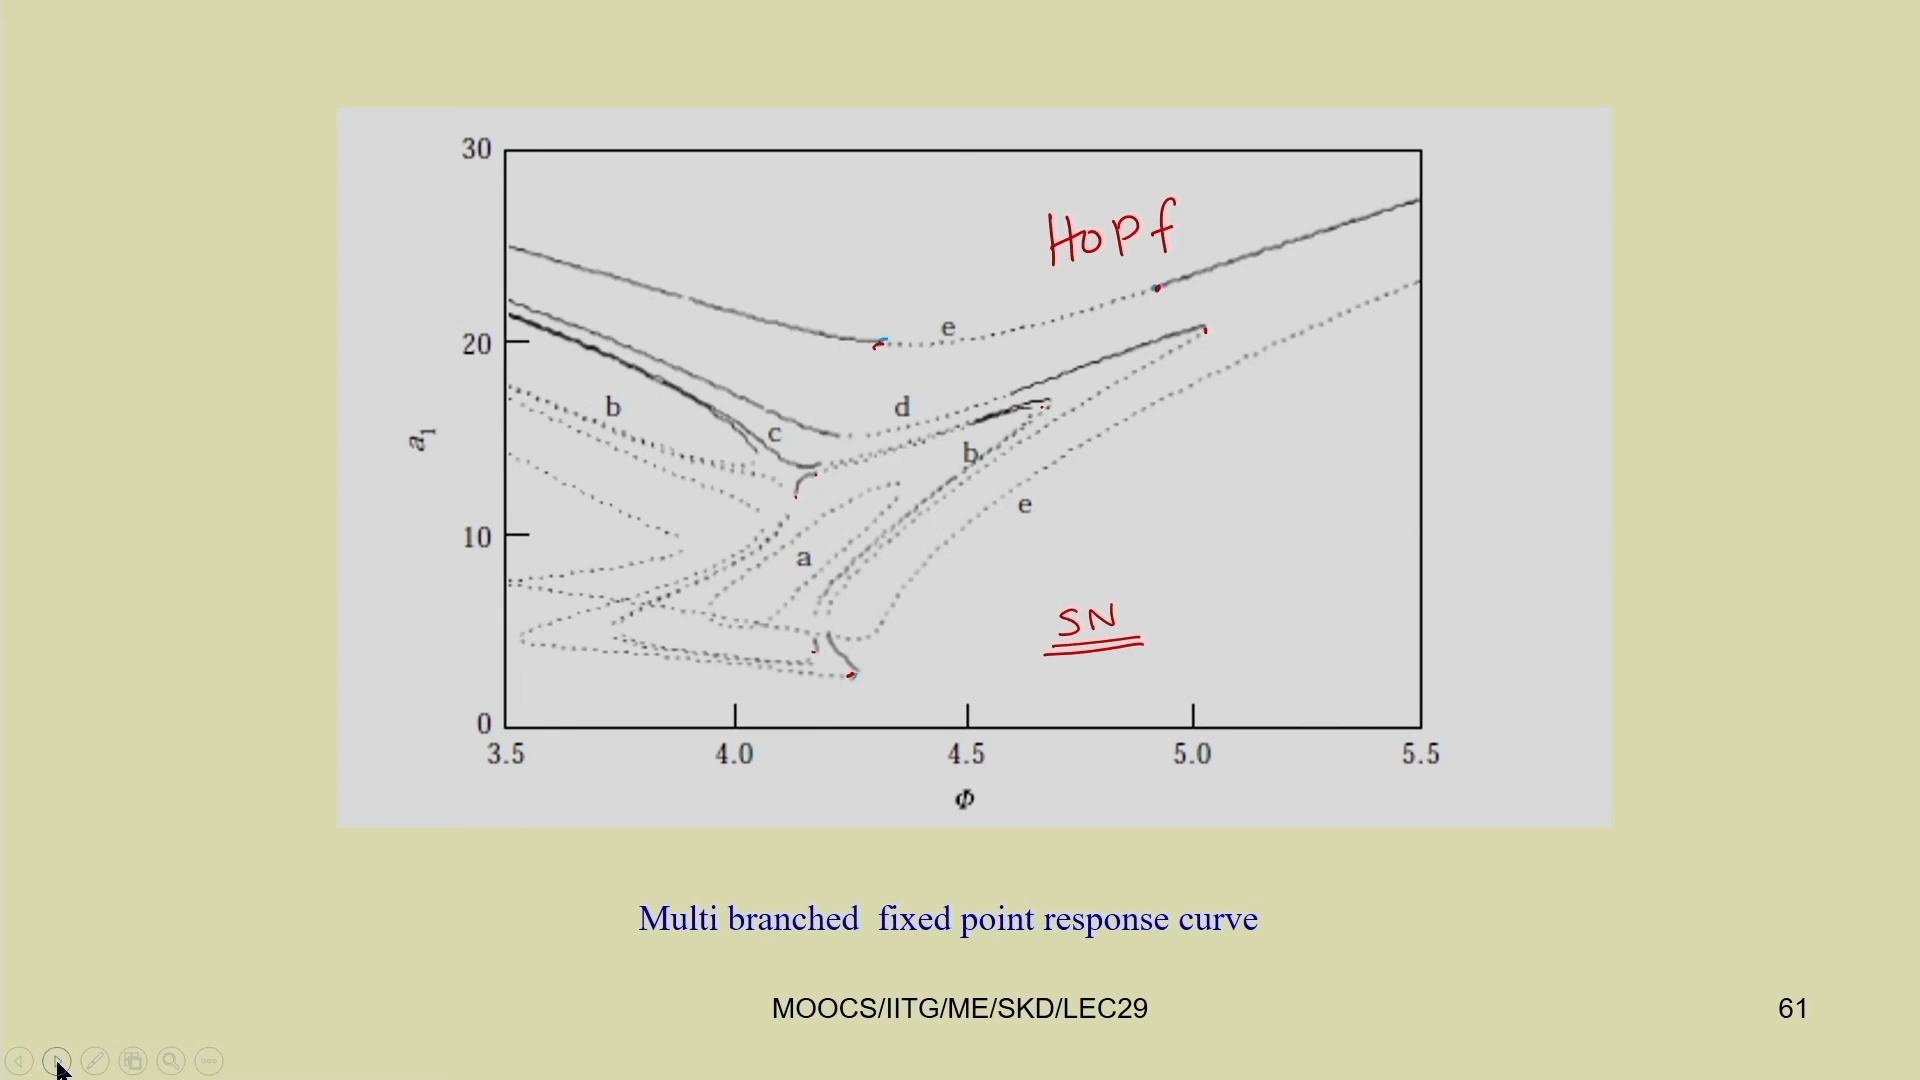 30
Hopf
e
20
b
d
a₁
c
b
e
10
a
SN
0
3.5 4.0 4.5 5.0 5.5
Φ
Multi branched fixed point response curve
MOOCS/IITG/ME/SKD/LEC29
61